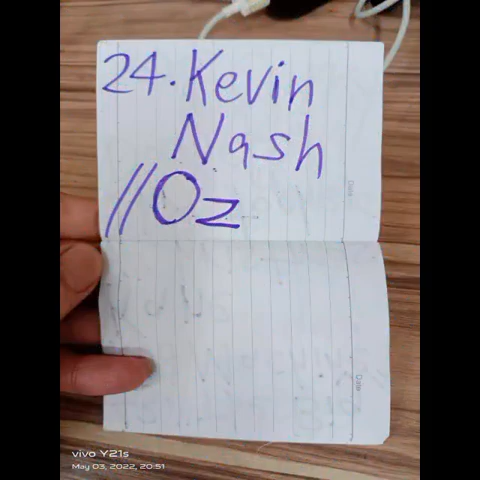 24. Kevin
Nash
//Oz
Date
Date
vivo Y21s
May 03, 2022, 20:51